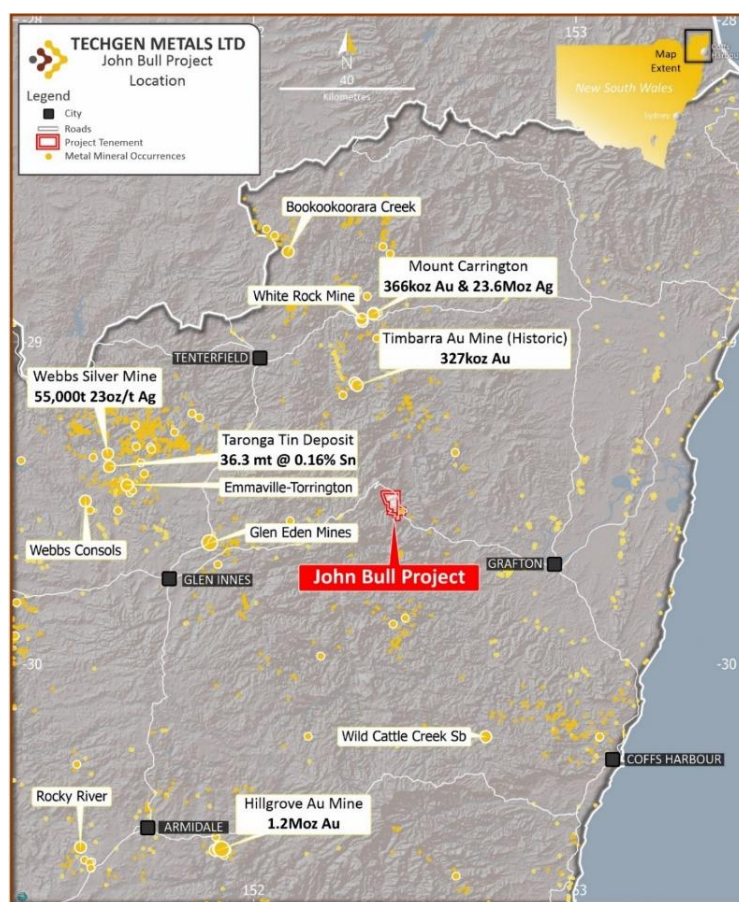 -28
153
-28
TECHGEN METALS LTD
John Bull Project
Location
Legend
City
Roads
Project Tenement
Metal Mineral Occurrences
40
Kilometres
Map
Extent
New South Wales
Sydney
Bookookoorara Creek
Mount Carrington
366koz Au & 23.6Moz Ag
White Rock Mine
-29
Timbarra Au Mine (Historic)
327koz Au
TENTERFIELD
Webbs Silver Mine
55,000t 23oz/t Ag
Taronga Tin Deposit
36.3 mt @ 0.16% Sn
Emmaville-Torrington
Webbs Consols
Glen Eden Mines
John Bull Project
GRAFTON
GLEN INNES
-30
-30
Wild Cattle Creek Sb
COFFS HARBOUR
Rocky River
Hillgrove Au Mine
1.2Moz Au
ARMIDALE
152